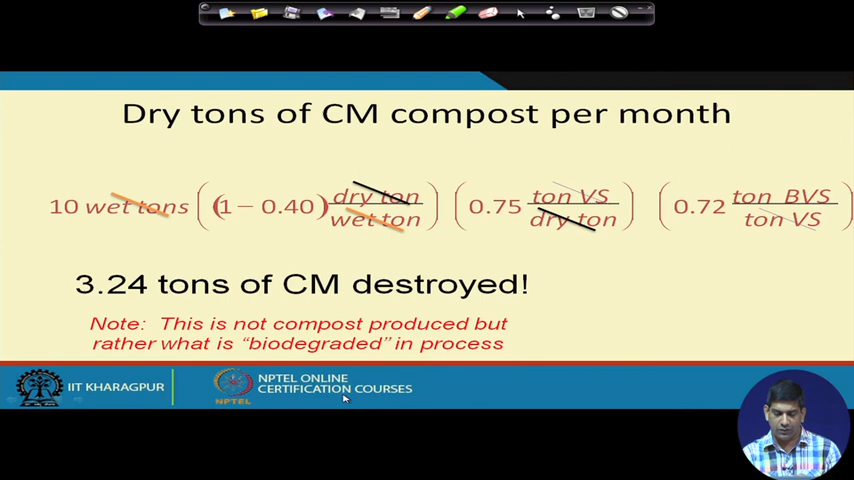 Dry tons of CM compost per month
10 wet tons ((1 − 0.40) dry ton / wet ton) (0.75 ton VS / dry ton) (0.72 ton BVS / ton VS)
3.24 tons of CM destroyed!
Note: This is not compost produced but
rather what is “biodegraded” in process
IIT KHARAGPUR
NPTEL
NPTEL ONLINE
CERTIFICATION COURSES